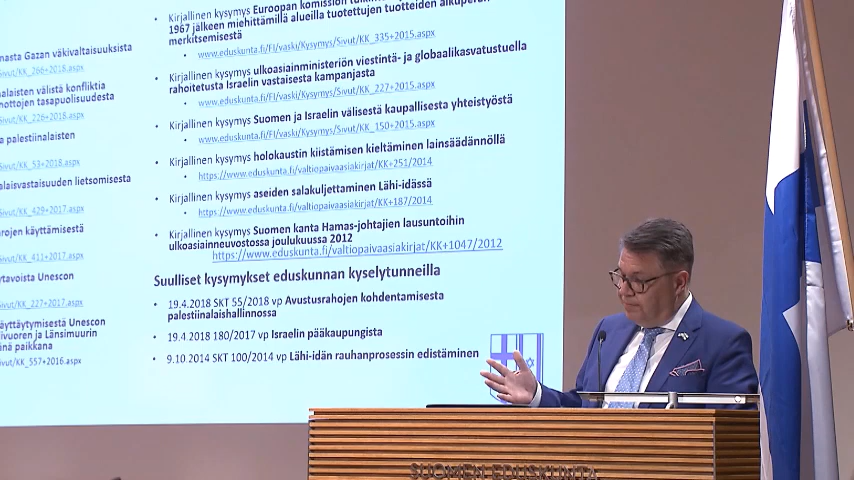 nasta Gazan väkivaltaisuuksista
Sivut/KK_266+2018.aspx
nalaisten välistä konfliktia
nottojen tasapuolisuudesta
Sivut/KK_226+2018.aspx
a palestiinalaisten
Sivut/KK_53+2018.aspx
alaisvastaisuuden lietsomisesta
Sivut/KK_429+2017.aspx
arojen käyttämisestä
Sivut/KK_411+2017.aspx
rtavoista Unescon
Sivut/KK_227+2017.aspx
käyttäytymisestä Unescon
livuoren ja Länsimuurin
inä paikkana
Sivut/KK_557+2016.aspx
• Kirjallinen kysymys Euroopan komission
1967 jälkeen miehittämillä alueilla tuotettujen tuotteiden alkuperän
merkitsemisestä
• www.eduskunta.fi/FI/vaski/Kysymys/Sivut/KK_335+2015.aspx
• Kirjallinen kysymys ulkoasiainministeriön viestintä- ja globaalikasvatustuella
rahoitetusta Israelin vastaisesta kampanjasta
• www.eduskunta.fi/FI/vaski/Kysymys/Sivut/KK_227+2015.aspx
• Kirjallinen kysymys Suomen ja Israelin välisestä kaupallisesta yhteistyöstä
• www.eduskunta.fi/FI/vaski/Kysymys/Sivut/KK_150+2015.aspx
• Kirjallinen kysymys holokaustin kiistämisen kieltäminen lainsäädännöllä
• https://www.eduskunta.fi/valtiopaivaasiakirjat/KK+251/2014
• Kirjallinen kysymys aseiden salakuljettaminen Lähi-idässä
• https://www.eduskunta.fi/valtiopaivaasiakirjat/KK+187/2014
• Kirjallinen kysymys Suomen kanta Hamas-johtajien lausuntoihin
ulkoasiainneuvostossa joulukuussa 2012
https://www.eduskunta.fi/valtiopaivaasiakirjat/KK+1047/2012
Suulliset kysymykset eduskunnan kyselytunneilla
• 19.4.2018 SKT 55/2018 vp Avustusrahojen kohdentamisesta
palestiinalaishallinnossa
• 19.4.2018 180/2017 vp Israelin pääkaupungista
• 9.10 2014 SKT 100/2014 vp Lähi-idän rauhanprosessin edistäminen
SUOMEN EDUSKUNTA